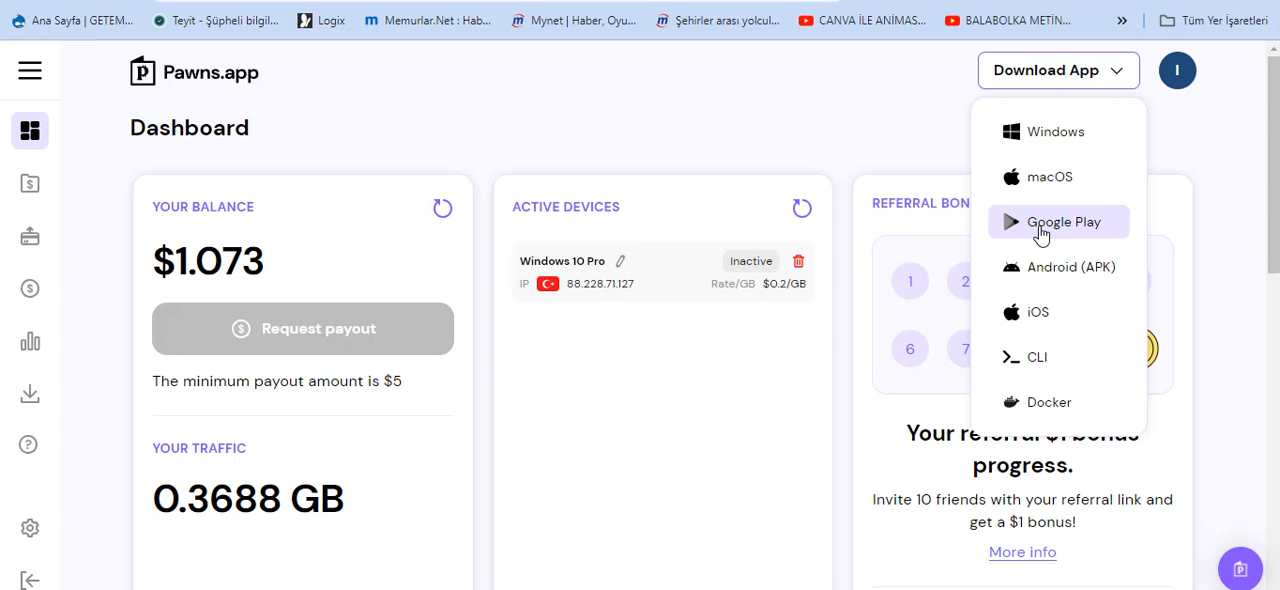 Ana Sayfa | GETEM...
Teyit - Şüpheli bilgil...
Logix
Memurlar.Net : Hab...
Mynet | Haber, Oyu...
Şehirler arası yolcul...
CANVA İLE ANİMAS...
BALABOLKA METİN...
»
Tüm Yer İşaretleri
Pawns.app
Download App
I
Dashboard
Windows
macOS
Google Play
Android (APK)
iOS
CLI
Docker
YOUR BALANCE
$1.073
Request payout
The minimum payout amount is $5
YOUR TRAFFIC
0.3688 GB
ACTIVE DEVICES
Windows 10 Pro
Inactive
IP 88.228.71.127
Rate/GB $0.2/GB
REFERRAL BON
1 2
6 7
Your referral $1 bonus
progress.
Invite 10 friends with your referral link and
get a $1 bonus!
More info